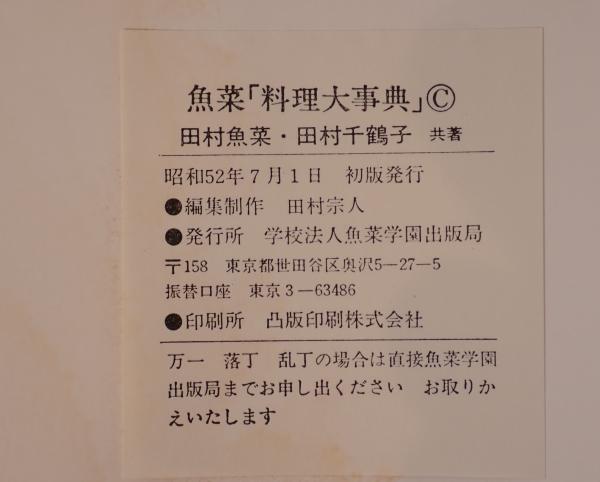 魚菜「料理大事典」©
田村魚菜・田村千鶴子 共著
昭和52年7月1日 初版発行
●編集制作 田村宗人
●発行所 学校法人魚菜学園出版局
〒158 東京都世田谷区奥沢5―27―5
振替口座 東京3―63486
●印刷所 凸版印刷株式会社
万一 落丁 乱丁の場合は直接魚菜学園
出版局までお申し出ください お取りか
えいたします